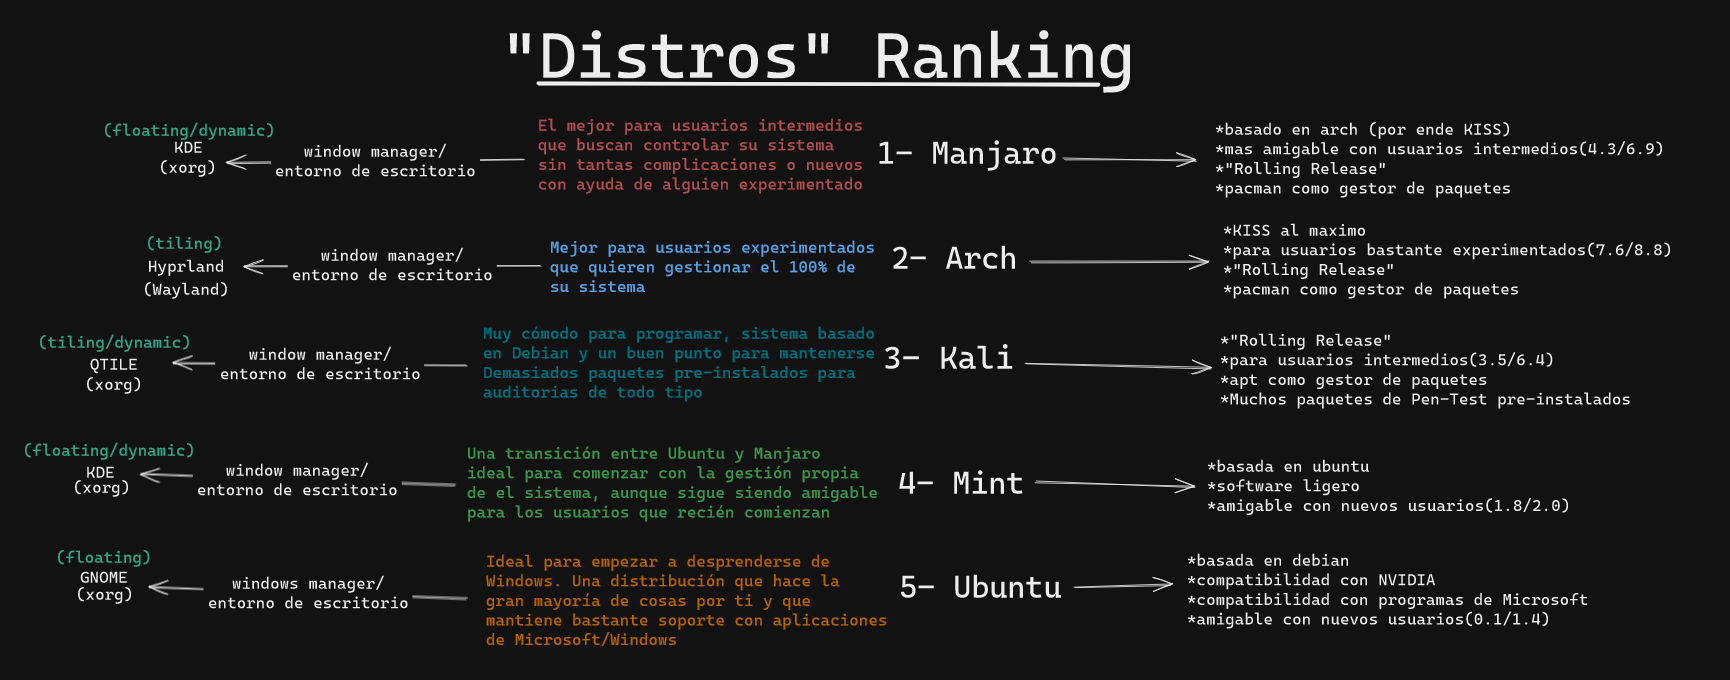 "Distros" Ranking
(floating/dynamic)
KDE
(xorg)
window manager/
entorno de escritorio
El mejor para usuarios intermedios
que buscan controlar su sistema
sin tantas complicaciones o nuevos
con ayuda de alguien experimentado
1- Manjaro
*basado en arch (por ende KISS)
*mas amigable con usuarios intermedios(4.3/6.9)
*"Rolling Release"
*pacman como gestor de paquetes
(tiling)
Hyprland
(Wayland)
window manager/
entorno de escritorio
Mejor para usuarios experimentados
que quieren gestionar el 100% de
su sistema
2- Arch
*KISS al maximo
*para usuarios bastante experimentados(7.6/8.8)
*"Rolling Release"
*pacman como gestor de paquetes
(tiling/dynamic)
QTILE
(xorg)
window manager/
entorno de escritorio
Muy cómodo para programar, sistema basado
en Debian y un buen punto para mantenerse
Demasiados paquetes pre-instalados para
auditorias de todo tipo
3- Kali
*"Rolling Release"
*para usuarios intermedios(3.5/6.4)
*apt como gestor de paquetes
*Muchos paquetes de Pen-Test pre-instalados
(floating/dynamic)
KDE
(xorg)
window manager/
entorno de escritorio
Una transición entre Ubuntu y Manjaro
ideal para comenzar con la gestión propia
de el sistema, aunque sigue siendo amigable
para los usuarios que recién comienzan
4- Mint
*basada en ubuntu
*software ligero
*amigable con nuevos usuarios(1.8/2.0)
(floating)
GNOME
(xorg)
windows manager/
entorno de escritorio
Ideal para empezar a desprenderse de
Windows. Una distribución que hace la
gran mayoría de cosas por ti y que
mantiene bastante soporte con aplicaciones
de Microsoft/Windows
5- Ubuntu
*basada en debian
*compatibilidad con NVIDIA
*compatibilidad con programas de Microsoft
*amigable con nuevos usuarios(0.1/1.4)